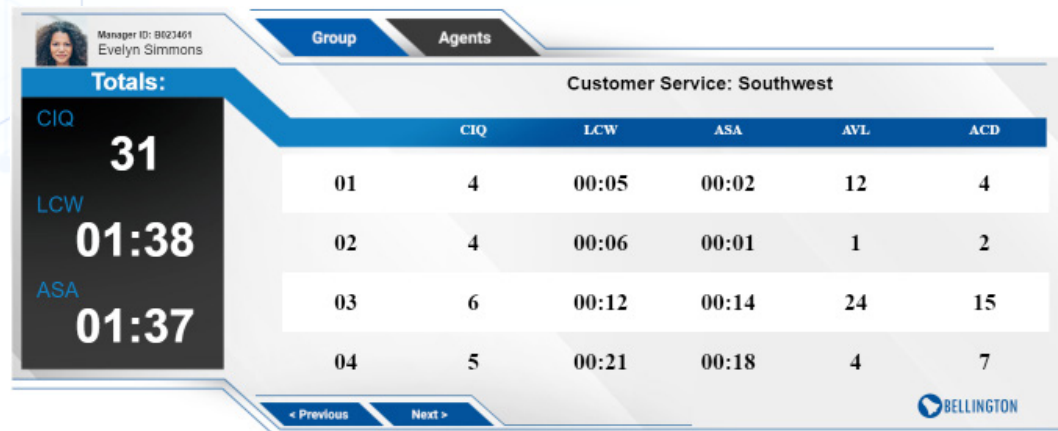 Manager ID: B023461
Evelyn Simmons
Group
Agents
Totals:
CIQ
31
LCW
01:38
ASA
01:37
Customer Service: Southwest
CIQ LCW ASA AVL ACD
01 4 00:05 00:02 12 4
02 4 00:06 00:01 1 2
03 6 00:12 00:14 24 15
04 5 00:21 00:18 4 7
< Previous
Next >
BELLINGTON